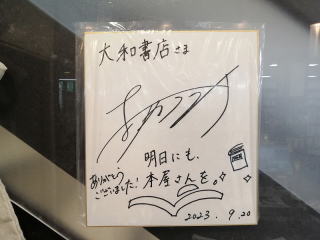 大和書店さま
明日にも、
本屋さんを。
ありがとう
ございました!
2023. 9. 20